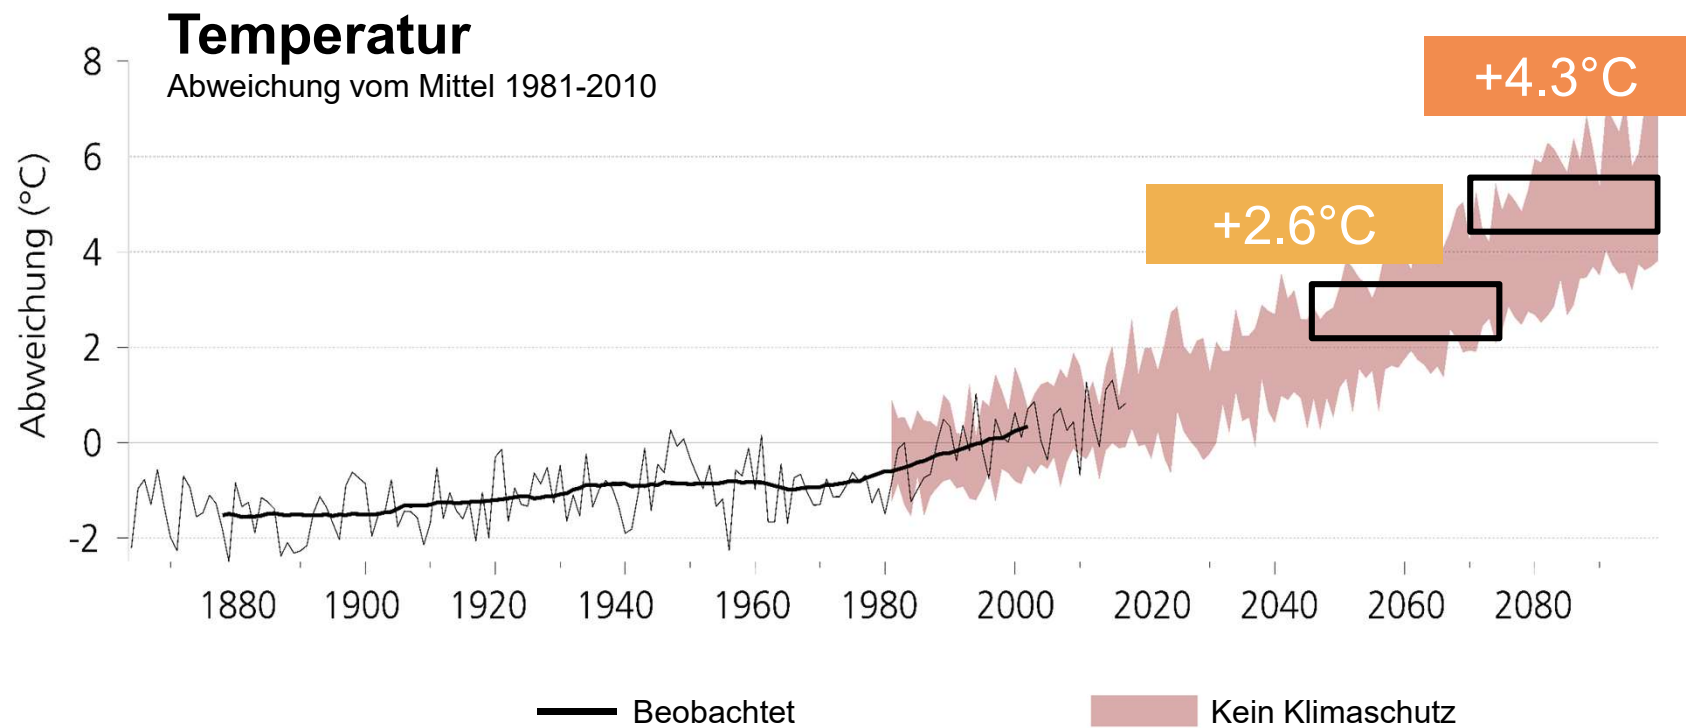 Temperatur
Abweichung vom Mittel 1981-2010
+4.3°C
+2.6°C
Abweichung (°C)
8
6
4
2
0
-2
1880 1900 1920 1940 1960 1980 2000 2020 2040 2060 2080
Beobachtet
Kein Klimaschutz